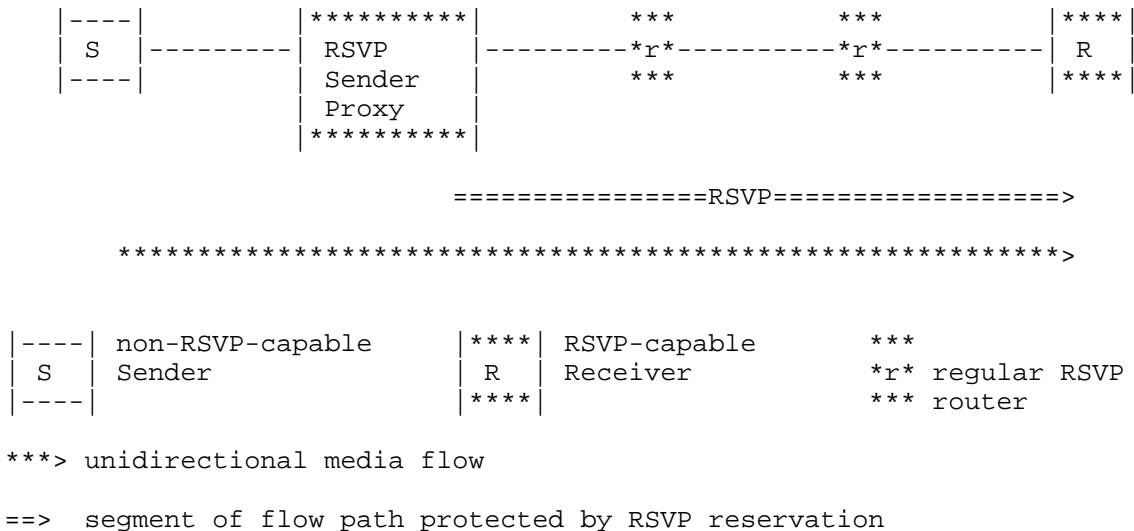 |----|          |**********|         ***          ***           |****|
| S  |---------| RSVP     |---------*r*----------*r*----------| R  |
|----|          | Sender   |         ***          ***           |****|
                | Proxy    |
                |**********|
================RSVP==================>
***********************************************************>
|----| non-RSVP-capable     |****| RSVP-capable       ***
| S  | Sender               | R  | Receiver           *r* regular RSVP
|----|                      |****|                    *** router
***> unidirectional media flow
==>  segment of flow path protected by RSVP reservation